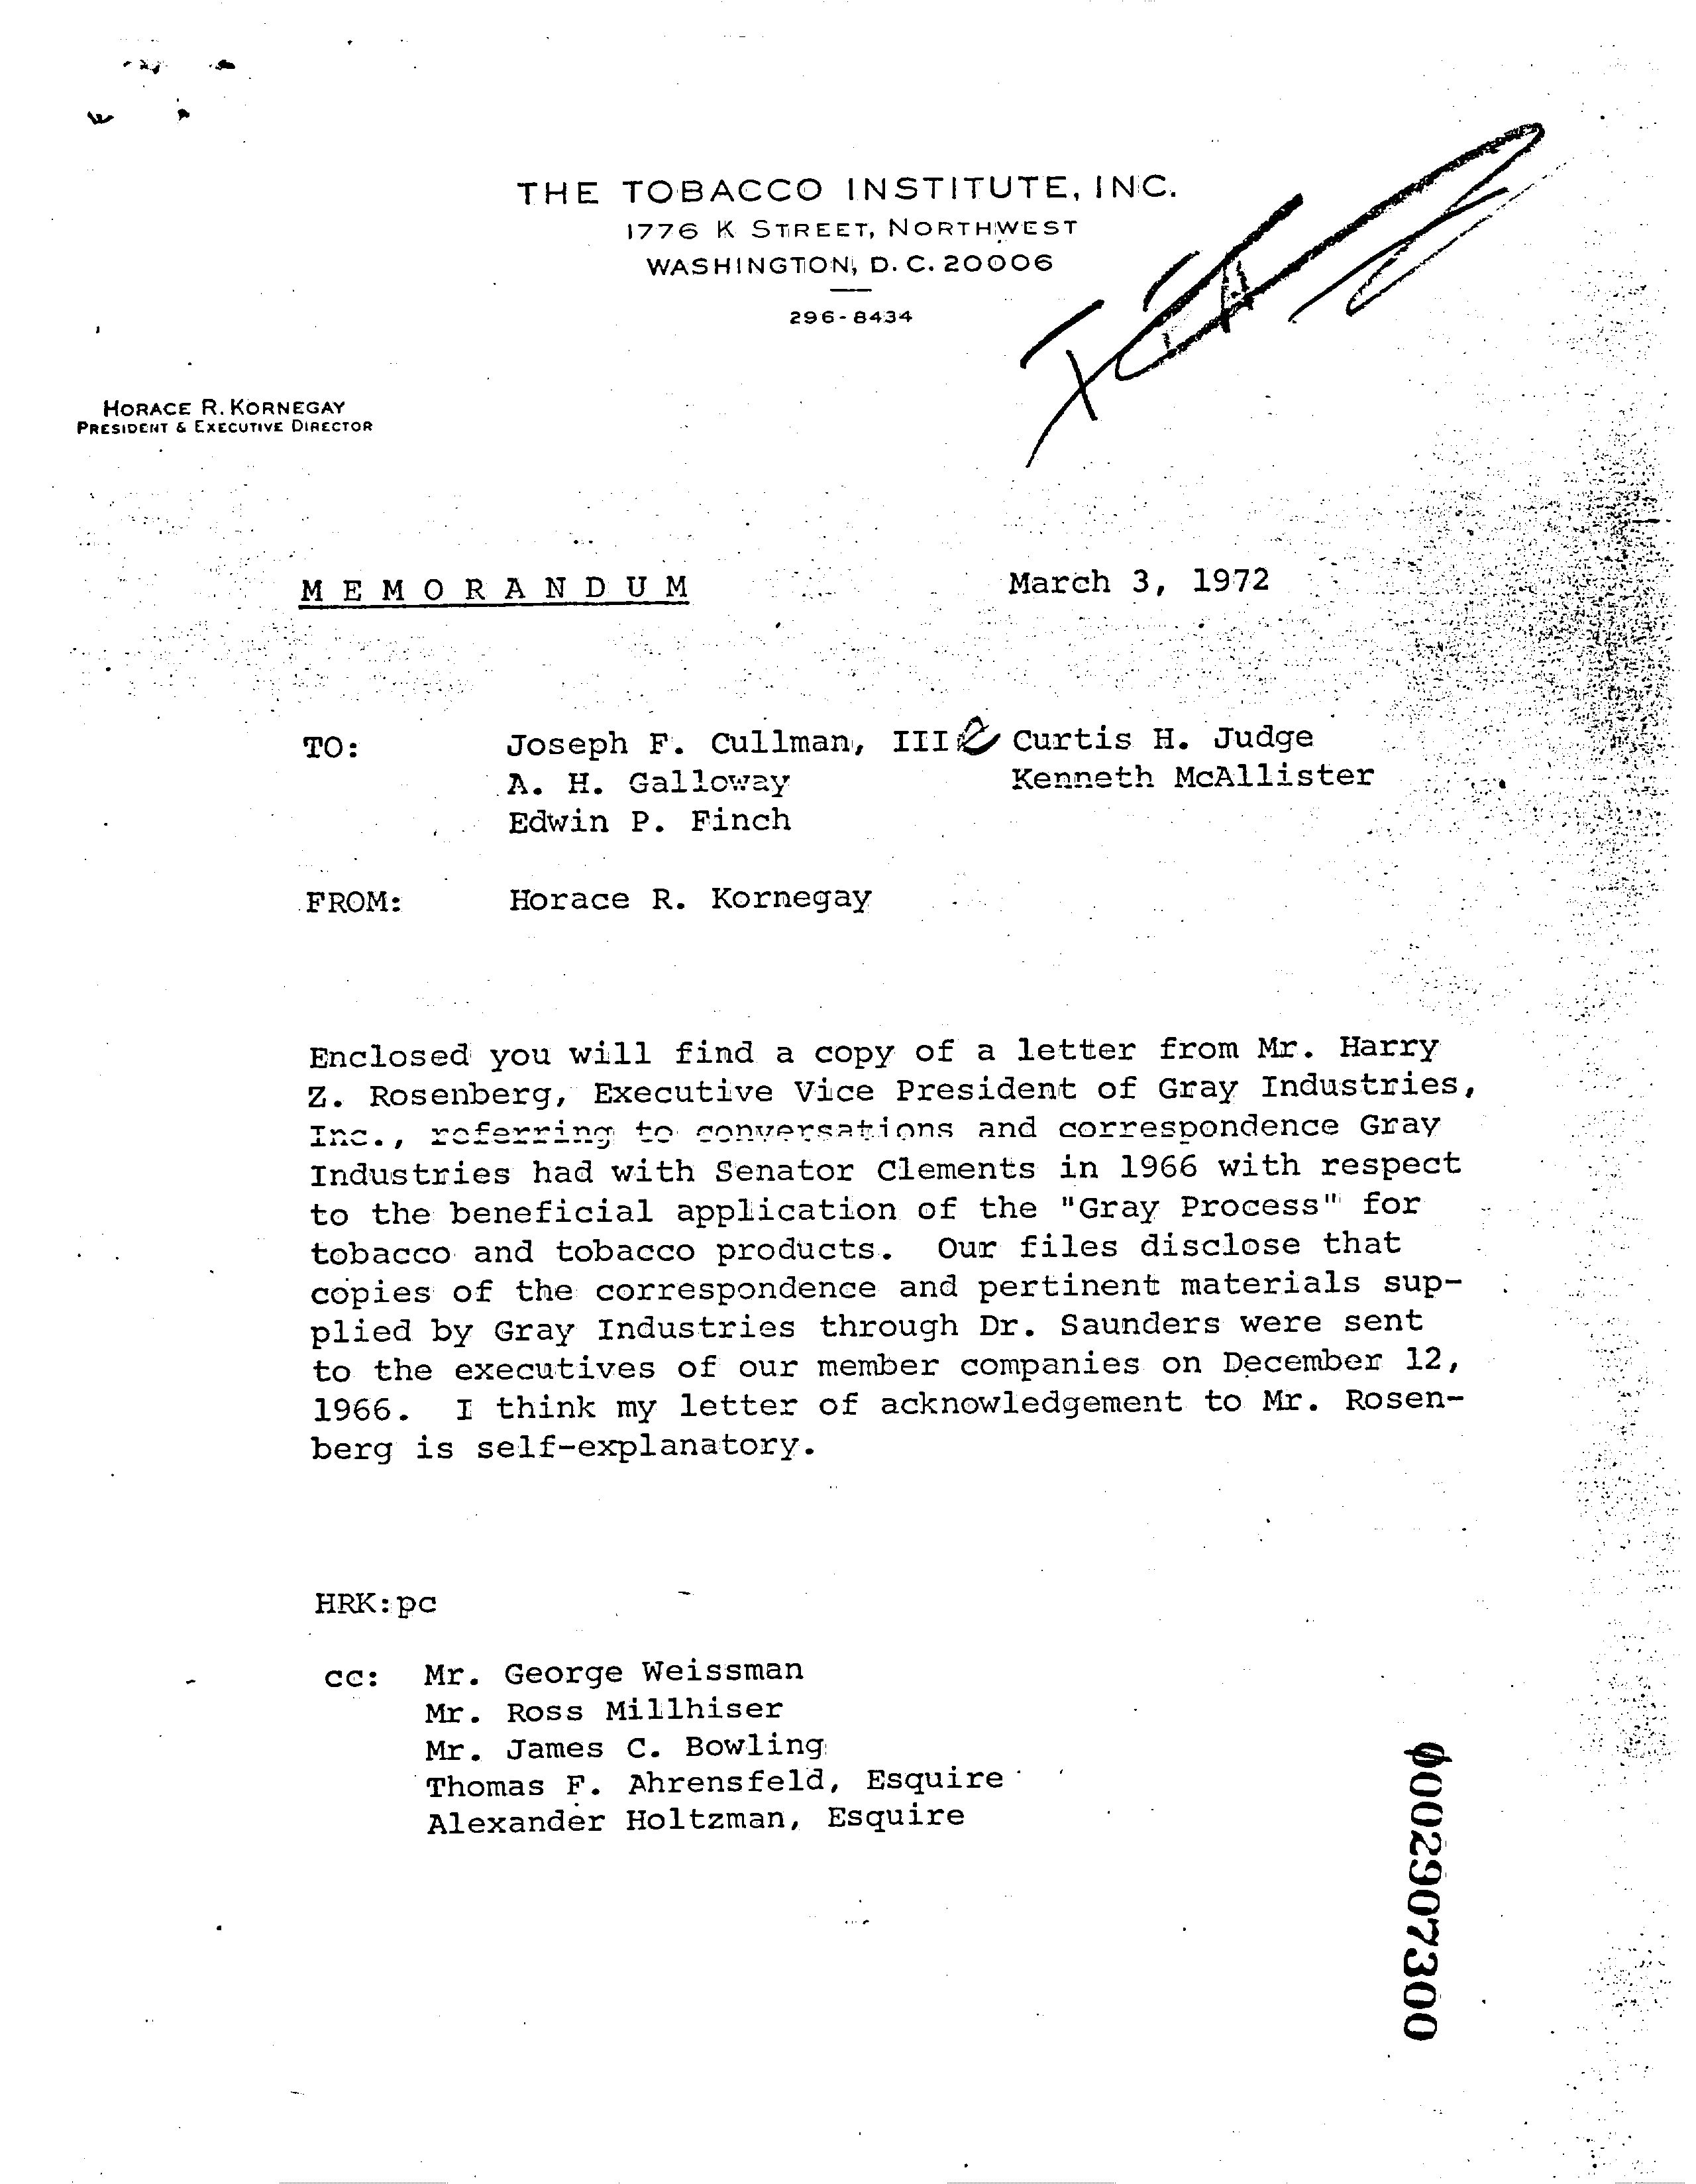 THE TOBACCO INSTITUTE, INC.
1776 K STREET, NORTHWEST
WASHINGTON, D. C. 20006
296-8434
HORACE R. KORNEGAY
PRESIDENT & EXECUTIVE DIRECTOR
MEMORANDUM March 3, 1972
TO: Joseph F. Cullman, III Curtis H. Judge
A. H. Galloway Kenneth McAllister
Edwin P. Finch
FROM: Horace R. Kornegay
Enclosed you will find a copy of a letter from Mr. Harry
Z. Rosenberg, Executive Vice President of Gray Industries,
Inc., referring to conversations and correspondence Gray
Industries had with Senator Clements in 1966 with respect
to the beneficial application of the "Gray Process" for
tobacco and tobacco products. Our files disclose that
copies of the correspondence and pertinent materials sup-
plied by Gray Industries through Dr. Saunders were sent
to the executives of our member companies on December 12,
1966. I think my letter of acknowledgement to Mr. Rosen-
berg is self-explanatory.
HRK:pc
cc: Mr. George Weissman
Mr. Ross Millhiser
Mr. James C. Bowling
Thomas F. Ahrensfeld, Esquire
Alexander Holtzman, Esquire
0002907300